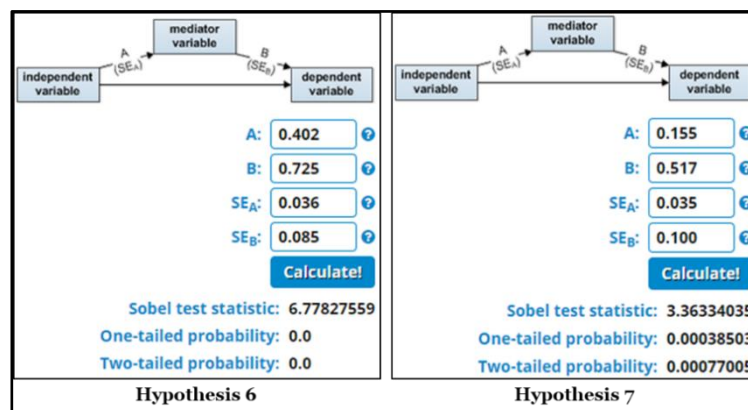 mediator
variable
A
(SEA)
B
(SEB)
independent
variable
dependent
variable
A: 0.402 ?
B: 0.725 ?
SEA: 0.036 ?
SEB: 0.085 ?
Calculate!
Sobel test statistic: 6.77827559
One-tailed probability: 0.0
Two-tailed probability: 0.0
Hypothesis 6
mediator
variable
A
(SEA)
B
(SEB)
independent
variable
dependent
variable
A: 0.155
B: 0.517
SEA: 0.035
SEB: 0.100
Calculate!
Sobel test statistic: 3.36334035
One-tailed probability: 0.00038503
Two-tailed probability: 0.00077005
Hypothesis 7